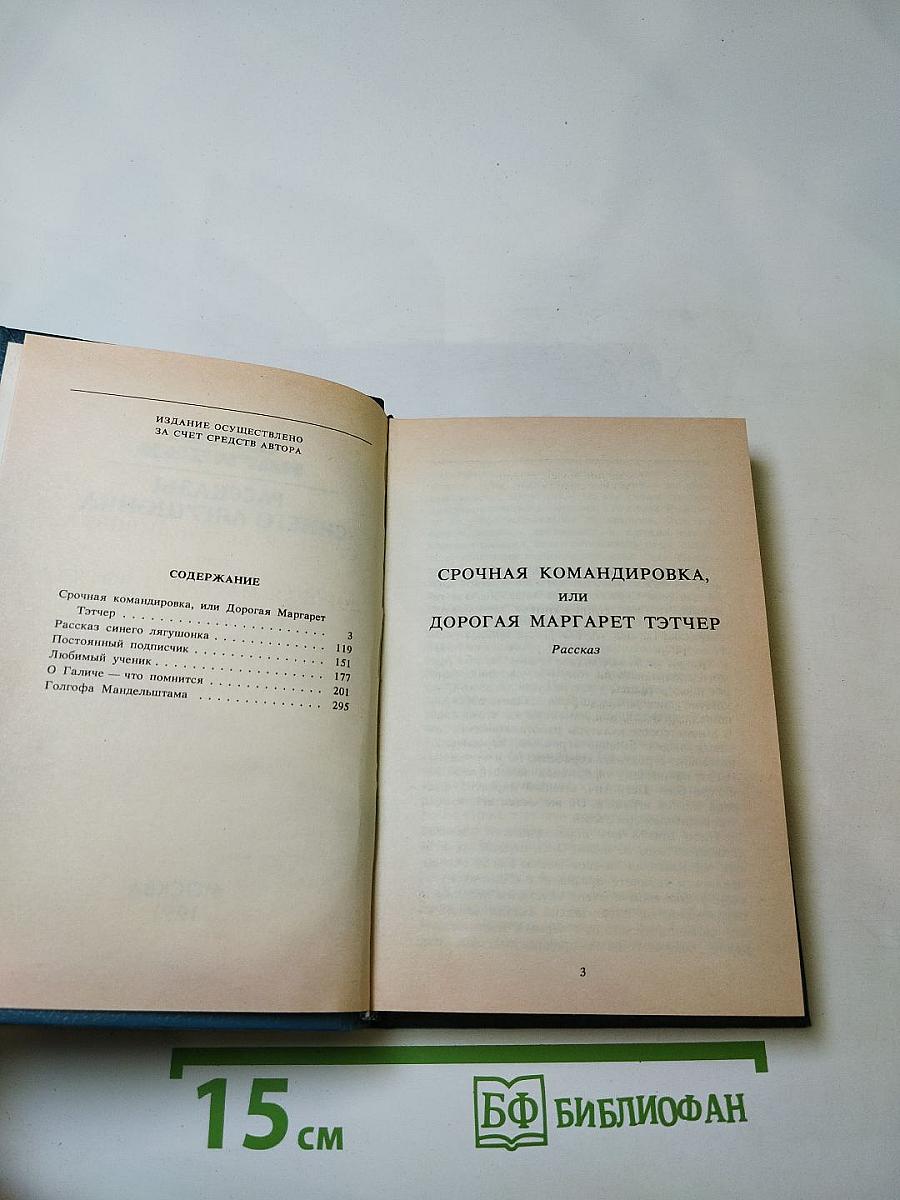 ИЗДАНИЕ ОСУЩЕСТВЛЕНО
ЗА СЧЕТ СРЕДСТВ АВТОРА
СОДЕРЖАНИЕ
Срочная командировка, или Дорогая Маргарет
Тэтчер . . . . . . . . . . . . . . . . . . . . . . 3
Рассказ синего лягушонка . . . . . . . . . . . . 119
Постоянный подписчик . . . . . . . . . . . . . . 151
Любимый ученик . . . . . . . . . . . . . . . . . 177
О Галиче — что помнится . . . . . . . . . . . . 201
Голгофа Мандельштама . . . . . . . . . . . . . . 295
СРОЧНАЯ КОМАНДИРОВКА,
ИЛИ
ДОРОГАЯ МАРГАРЕТ ТЭТЧЕР
Рассказ
3
15 см
БФ БИБЛИОФАН